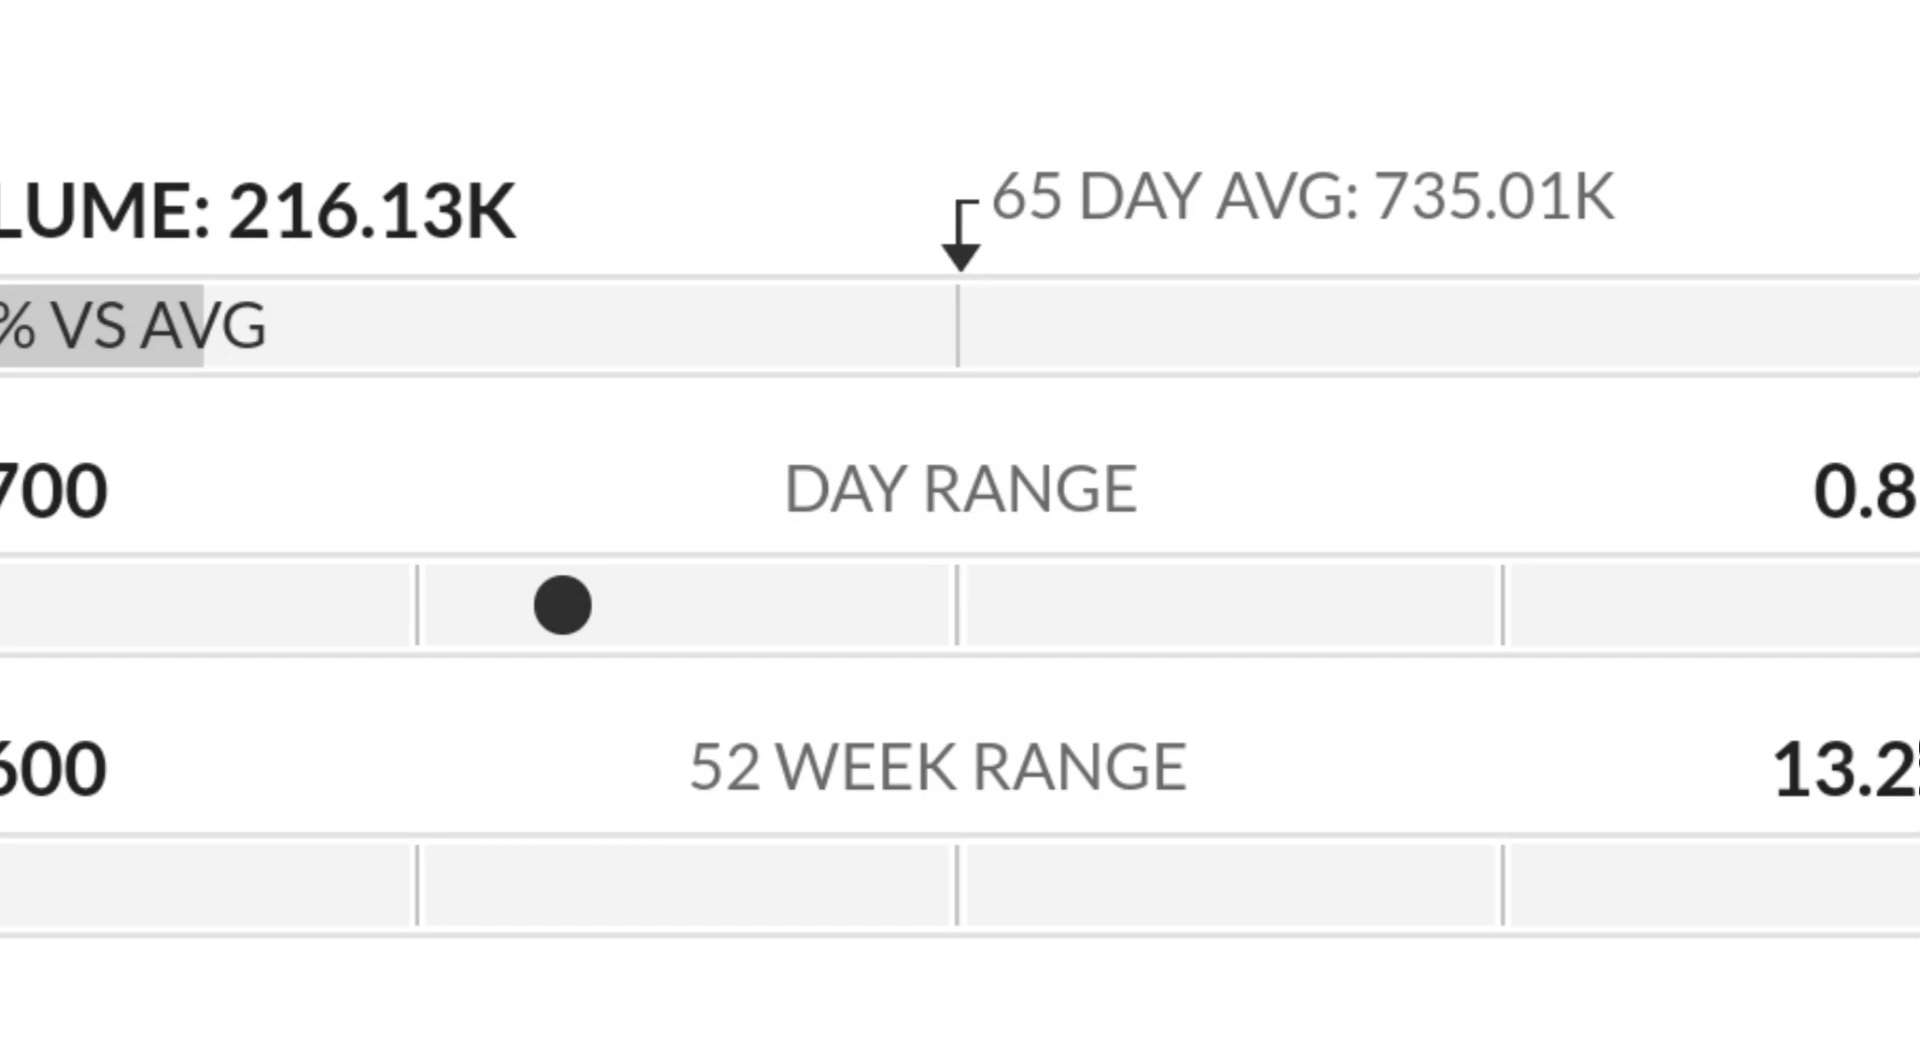 LUME: 216.13K
65 DAY AVG: 735.01K
% VS AVG
700 DAY RANGE 0.8
600 52 WEEK RANGE 13.2